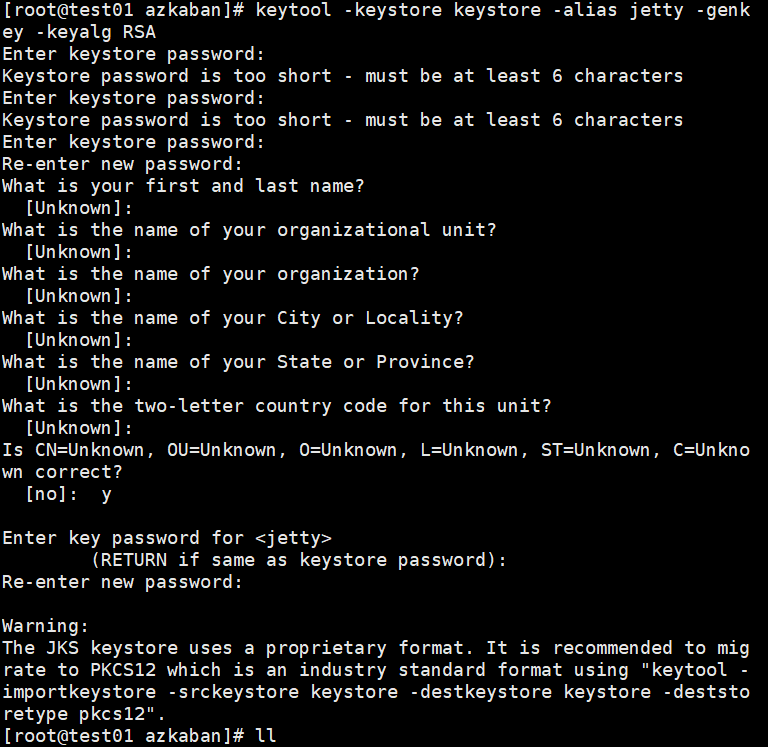 [root@test01 azkaban]# keytool -keystore keystore -alias jetty -genk
ey -keyalg RSA
Enter keystore password:
Keystore password is too short - must be at least 6 characters
Enter keystore password:
Keystore password is too short - must be at least 6 characters
Enter keystore password:
Re-enter new password:
What is your first and last name?
  [Unknown]:
What is the name of your organizational unit?
  [Unknown]:
What is the name of your organization?
  [Unknown]:
What is the name of your City or Locality?
  [Unknown]:
What is the name of your State or Province?
  [Unknown]:
What is the two-letter country code for this unit?
  [Unknown]:
Is CN=Unknown, OU=Unknown, O=Unknown, L=Unknown, ST=Unknown, C=Unkno
wn correct?
  [no]:  y

Enter key password for <jetty>
        (RETURN if same as keystore password):
Re-enter new password:

Warning:
The JKS keystore uses a proprietary format. It is recommended to mig
rate to PKCS12 which is an industry standard format using "keytool -
importkeystore -srckeystore keystore -destkeystore keystore -deststo
retype pkcs12".
[root@test01 azkaban]# ll